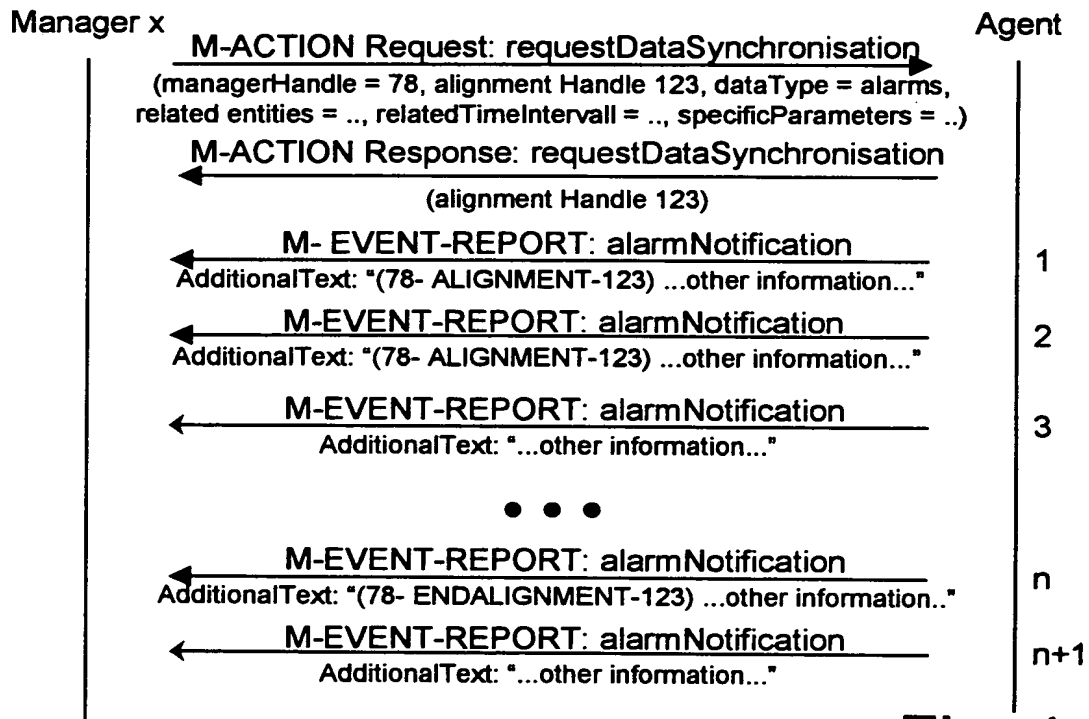 Manager x
Agent
M-ACTION Request: requestDataSynchronisation
(managerHandle = 78, alignment Handle 123, dataType = alarms,
related entities = .., relatedTimeIntervall = .., specificParameters = ..)
M-ACTION Response: requestDataSynchronisation
(alignment Handle 123)
M- EVENT-REPORT: alarmNotification
1
AdditionalText: "(78- ALIGNMENT-123) ...other information..."
M-EVENT-REPORT: alarmNotification
2
AdditionalText: "(78- ALIGNMENT-123) ...other information..."
M-EVENT-REPORT: alarmNotification
3
AdditionalText: "...other information..."
• • •
M-EVENT-REPORT: alarmNotification
n
AdditionalText: "(78- ENDALIGNMENT-123) ...other information.."
M-EVENT-REPORT: alarmNotification
n+1
AdditionalText: "...other information..."